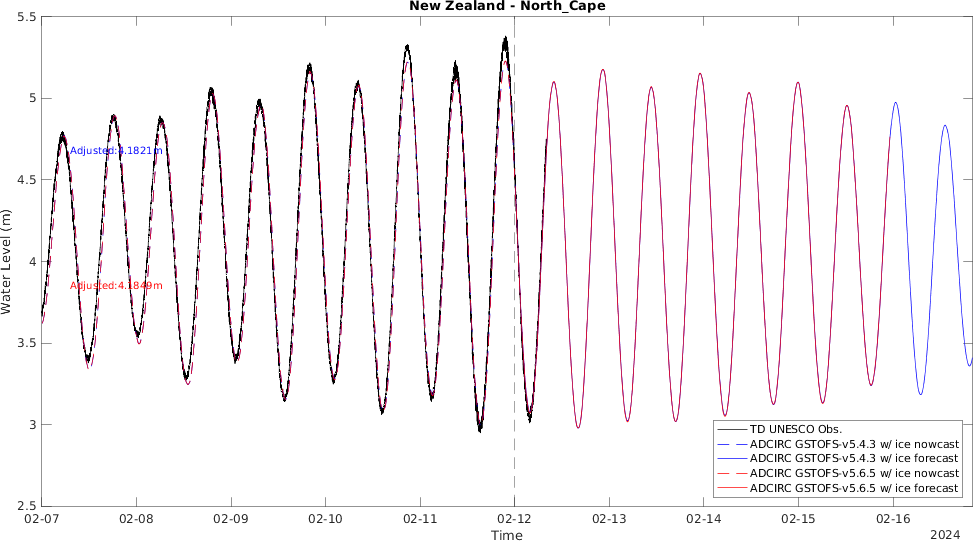 New Zealand - North_Cape
Water Level (m)
5.5
5
4.5
4
3.5
3
2.5
Adjusted:4.1821m
Adjusted:4.1849m
TD UNESCO Obs.
ADCIRC GSTOFS-v5.4.3 w/ ice nowcast
ADCIRC GSTOFS-v5.4.3 w/ ice forecast
ADCIRC GSTOFS-v5.6.5 w/ ice nowcast
ADCIRC GSTOFS-v5.6.5 w/ ice forecast
02-07 02-08 02-09 02-10 02-11 02-12 02-13 02-14 02-15 02-16
Time
2024